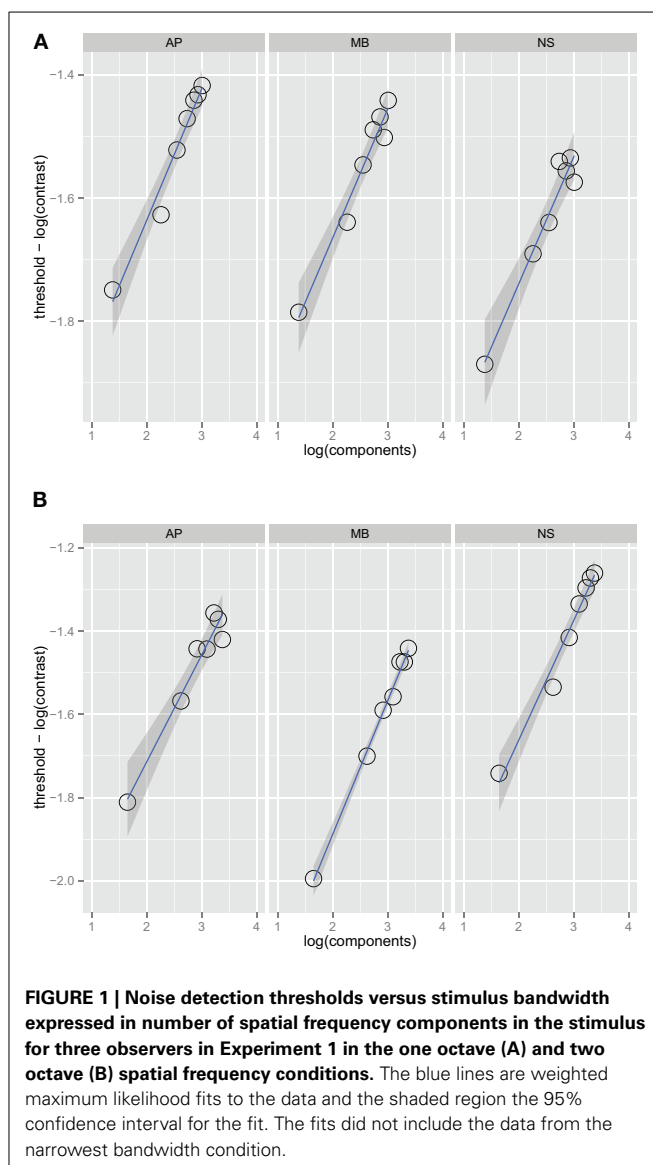 A
AP MB NS
−1.4
−1.6
−1.8
threshold − log(contrast)
1 2 3 4 1 2 3 4 1 2 3 4
log(components)
B
AP MB NS
−1.2
−1.4
−1.6
−1.8
−2.0
threshold − log(contrast)
1 2 3 4 1 2 3 4 1 2 3 4
log(components)
FIGURE 1 | Noise detection thresholds versus stimulus bandwidth
expressed in number of spatial frequency components in the stimulus
for three observers in Experiment 1 in the one octave (A) and two
octave (B) spatial frequency conditions. The blue lines are weighted
maximum likelihood fits to the data and the shaded region the 95%
confidence interval for the fit. The fits did not include the data from the
narrowest bandwidth condition.